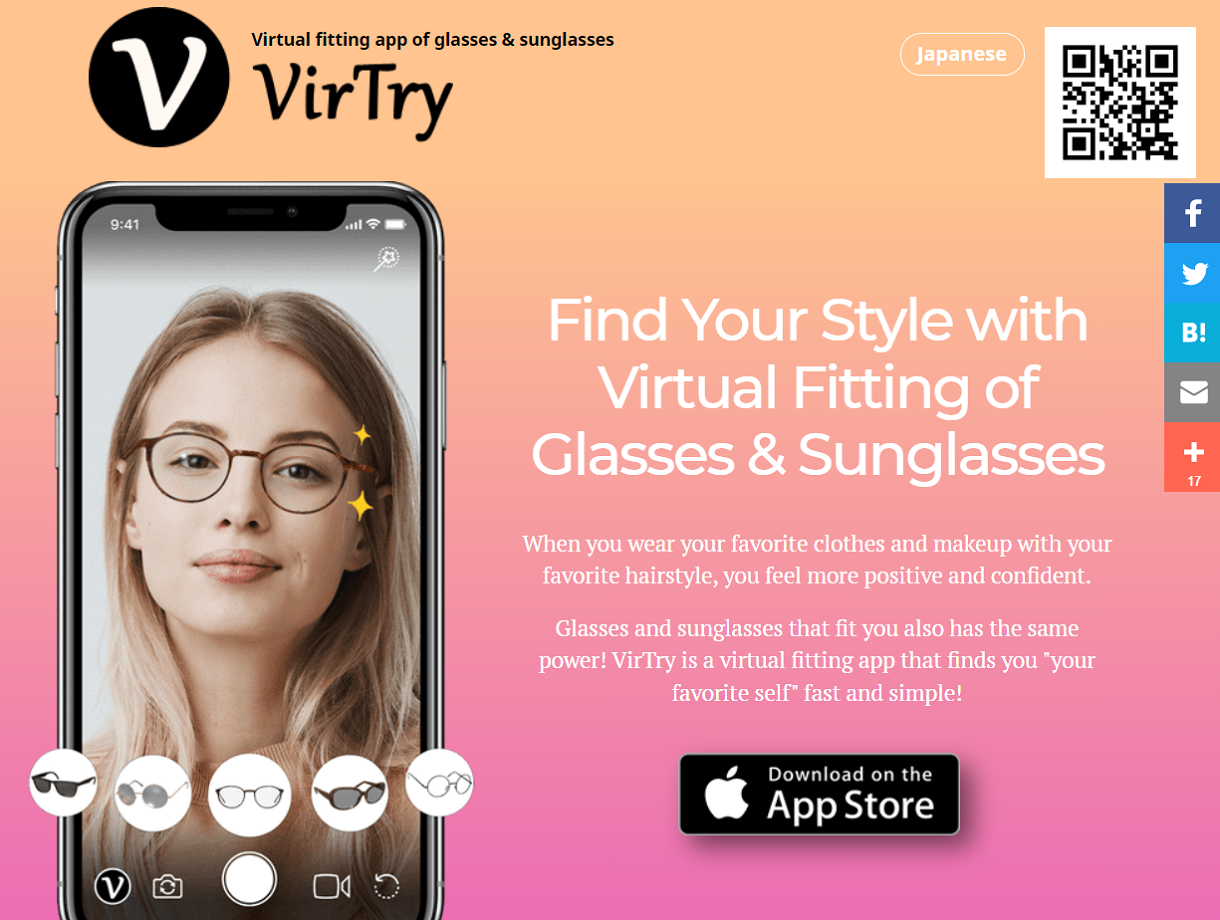 Virtual fitting app of glasses & sunglasses
VirTry
Japanese
9:41
Find Your Style with
Virtual Fitting of
Glasses & Sunglasses
When you wear your favorite clothes and makeup with your
favorite hairstyle, you feel more positive and confident.
Glasses and sunglasses that fit you also has the same
power! VirTry is a virtual fitting app that finds you "your
favorite self" fast and simple!
Download on the
App Store
V
V
f
B!
+
17